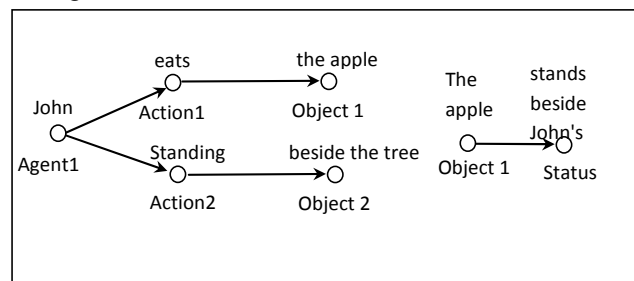 eats
the apple
John
Action1
Object 1
Agent1
Standing
beside the tree
Action2
Object 2
The
apple
Object 1
stands
beside
John's
Status